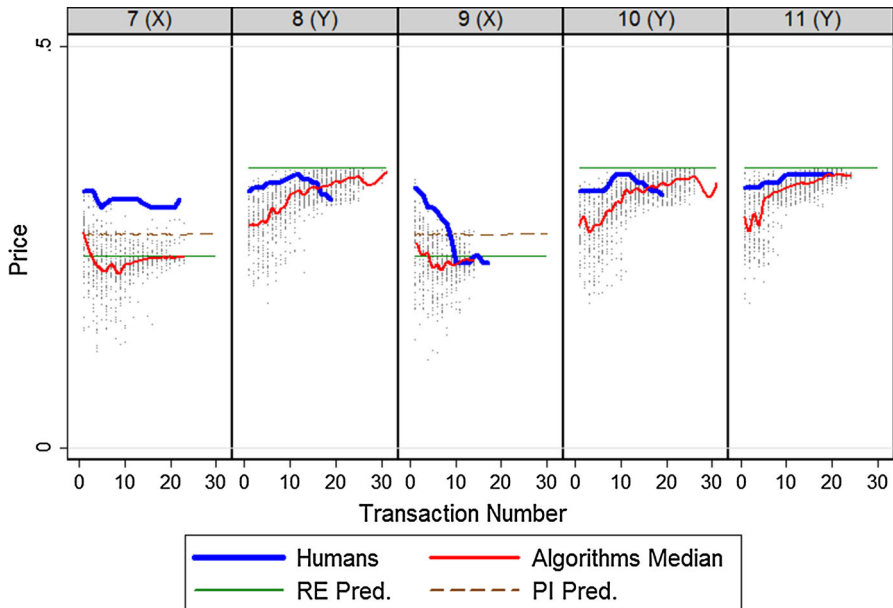 7 (X) 8 (Y) 9 (X) 10 (Y) 11 (Y)
.5
0
Price
0 10 20 30 0 10 20 30 0 10 20 30 0 10 20 30 0 10 20 30
Transaction Number
Humans Algorithms Median
RE Pred. PI Pred.